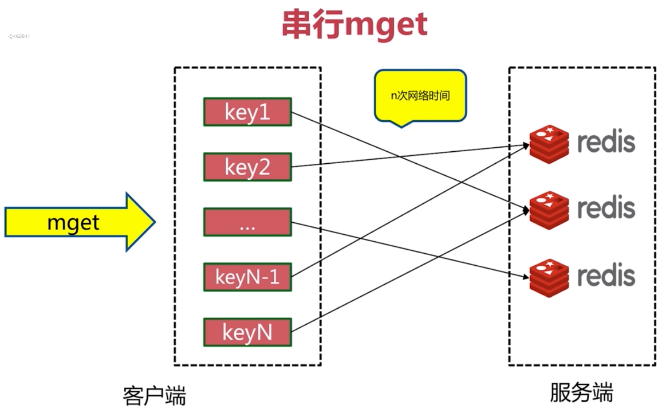 串行mget
n次网络时间
key1
key2
...
keyN-1
keyN
mget
redis
redis
redis
客户端
服务端